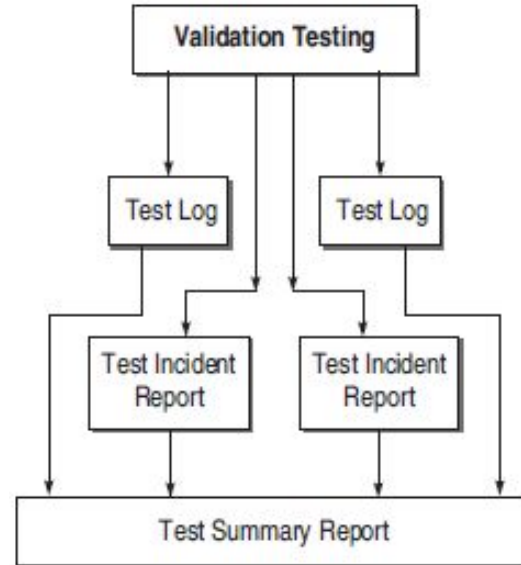 Validation Testing
Test Log
Test Log
Test Incident
Report
Test Incident
Report
Test Summary Report